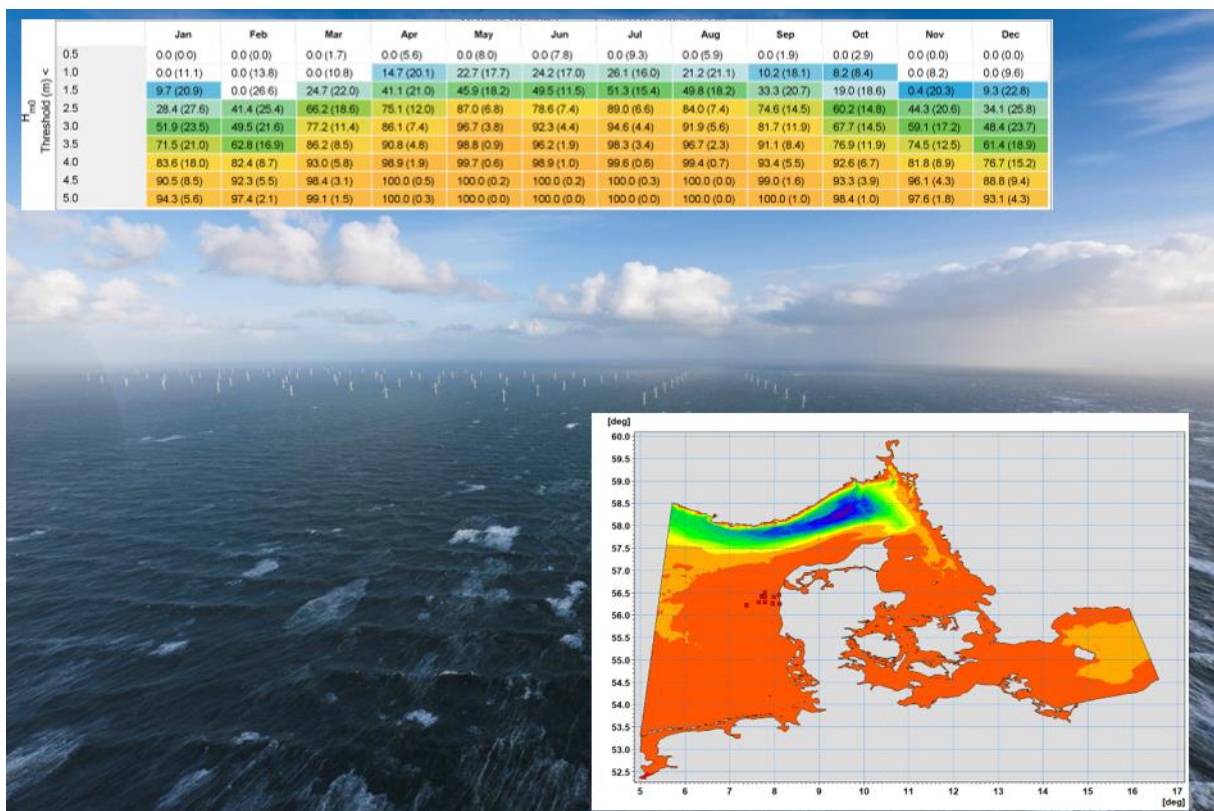 Jan Feb Mar Apr May Jun Jul Aug Sep Oct Nov Dec
H_m0
Threshold (m) <
0.5 0.0 (0.0) 0.0 (0.0) 0.0 (1.7) 0.0 (5.6) 0.0 (8.0) 0.0 (7.8) 0.0 (9.3) 0.0 (5.9) 0.0 (1.9) 0.0 (2.9) 0.0 (0.0) 0.0 (0.0)
1.0 0.0 (11.1) 0.0 (13.8) 0.0 (10.8) 14.7 (20.1) 22.7 (17.7) 24.2 (17.0) 26.1 (16.0) 21.2 (21.1) 10.2 (18.1) 8.2 (8.4) 0.0 (8.2) 0.0 (9.6)
1.5 9.7 (20.9) 0.0 (26.6) 24.7 (22.0) 41.1 (21.0) 45.9 (18.2) 49.5 (11.5) 51.3 (15.4) 49.8 (18.2) 33.3 (20.7) 19.0 (18.6) 0.4 (20.3) 9.3 (22.8)
2.5 28.4 (27.6) 41.4 (25.4) 66.2 (18.6) 75.1 (12.0) 87.0 (6.8) 78.6 (7.4) 89.0 (6.6) 84.0 (7.4) 74.6 (14.5) 60.2 (14.8) 44.3 (20.6) 34.1 (25.8)
3.0 51.9 (23.5) 49.5 (21.6) 77.2 (11.4) 86.1 (7.4) 96.7 (3.8) 92.3 (4.4) 94.6 (4.4) 91.9 (5.6) 81.7 (11.9) 67.7 (14.5) 59.1 (17.2) 48.4 (23.7)
3.5 71.5 (21.0) 62.8 (16.9) 86.2 (8.5) 90.8 (4.8) 98.8 (0.9) 96.2 (1.9) 98.3 (3.4) 96.7 (2.3) 91.1 (8.4) 76.9 (11.9) 74.5 (12.5) 61.4 (18.9)
4.0 83.6 (18.0) 82.4 (8.7) 93.0 (5.8) 98.9 (1.9) 99.7 (0.6) 98.9 (1.0) 99.6 (0.6) 99.4 (0.7) 93.4 (5.5) 92.6 (6.7) 81.8 (8.9) 76.7 (15.2)
4.5 90.5 (8.5) 92.3 (5.5) 98.4 (3.1) 100.0 (0.5) 100.0 (0.2) 100.0 (0.2) 100.0 (0.3) 100.0 (0.0) 99.0 (1.6) 93.3 (3.9) 96.1 (4.3) 88.8 (9.4)
5.0 94.3 (5.6) 97.4 (2.1) 99.1 (1.5) 100.0 (0.3) 100.0 (0.0) 100.0 (0.0) 100.0 (0.0) 100.0 (0.0) 100.0 (1.0) 98.4 (1.0) 97.6 (1.8) 93.1 (4.3)
[deg]
60.0
59.5
59.0
58.5
58.0
57.5
57.0
56.5
56.0
55.5
55.0
54.5
54.0
53.5
53.0
52.5
5 6 7 8 9 10 11 12 13 14 15 16 17
[deg]